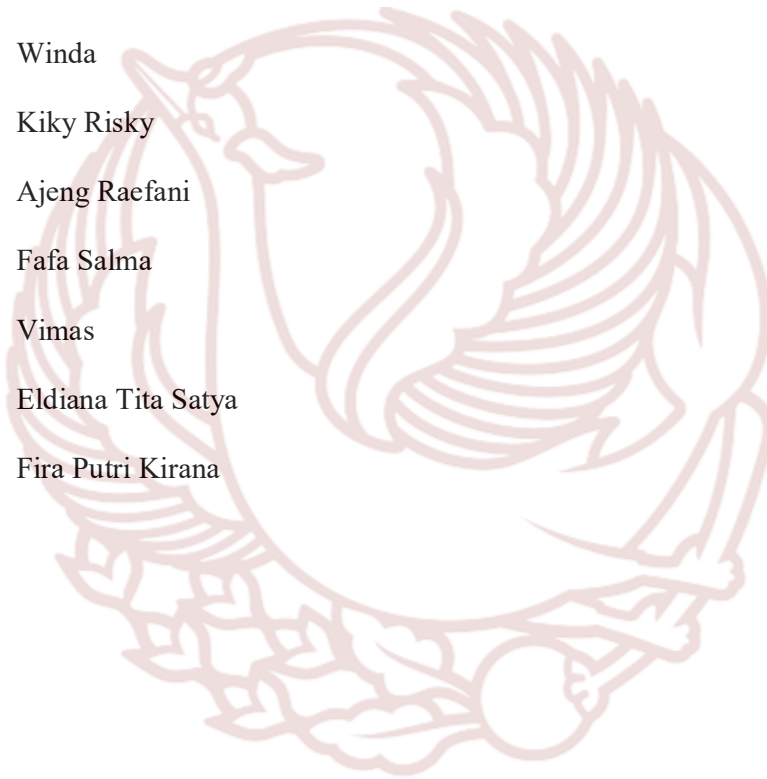 Winda
Kiky Risky
Ajeng Raefani
Fafa Salma
Vimas
Eldiana Tita Satya
Fira Putri Kirana